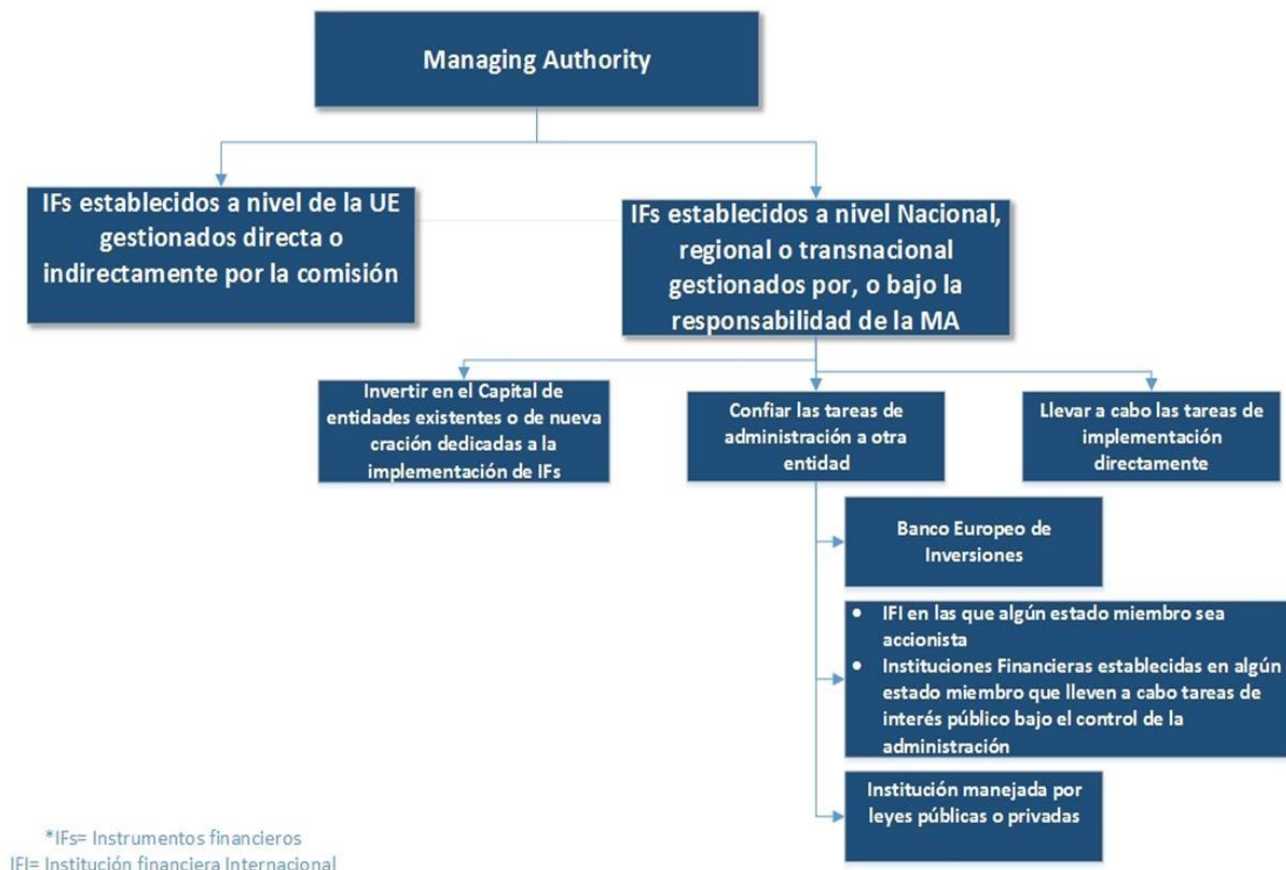 Managing Authority
IFs establecidos a nivel de la UE
gestionados directa o
indirectamente por la comisión
IFs establecidos a nivel Nacional,
regional o transnacional
gestionados por, o bajo la
responsabilidad de la MA
Invertir en el Capital de
entidades existentes o de nueva
cración dedicadas a la
implementación de IFs
Confiar las tareas de
administración a otra
entidad
Llevar a cabo las tareas de
implementación
directamente
Banco Europeo de
Inversiones
• IFI en las que algún estado miembro sea
accionista
• Instituciones Financieras establecidas en algún
estado miembro que lleven a cabo tareas de
interés público bajo el control de la
administración
Institución manejada por
leyes públicas o privadas
*IFs= Instrumentos financieros
IFI= Institución financiera Internacional